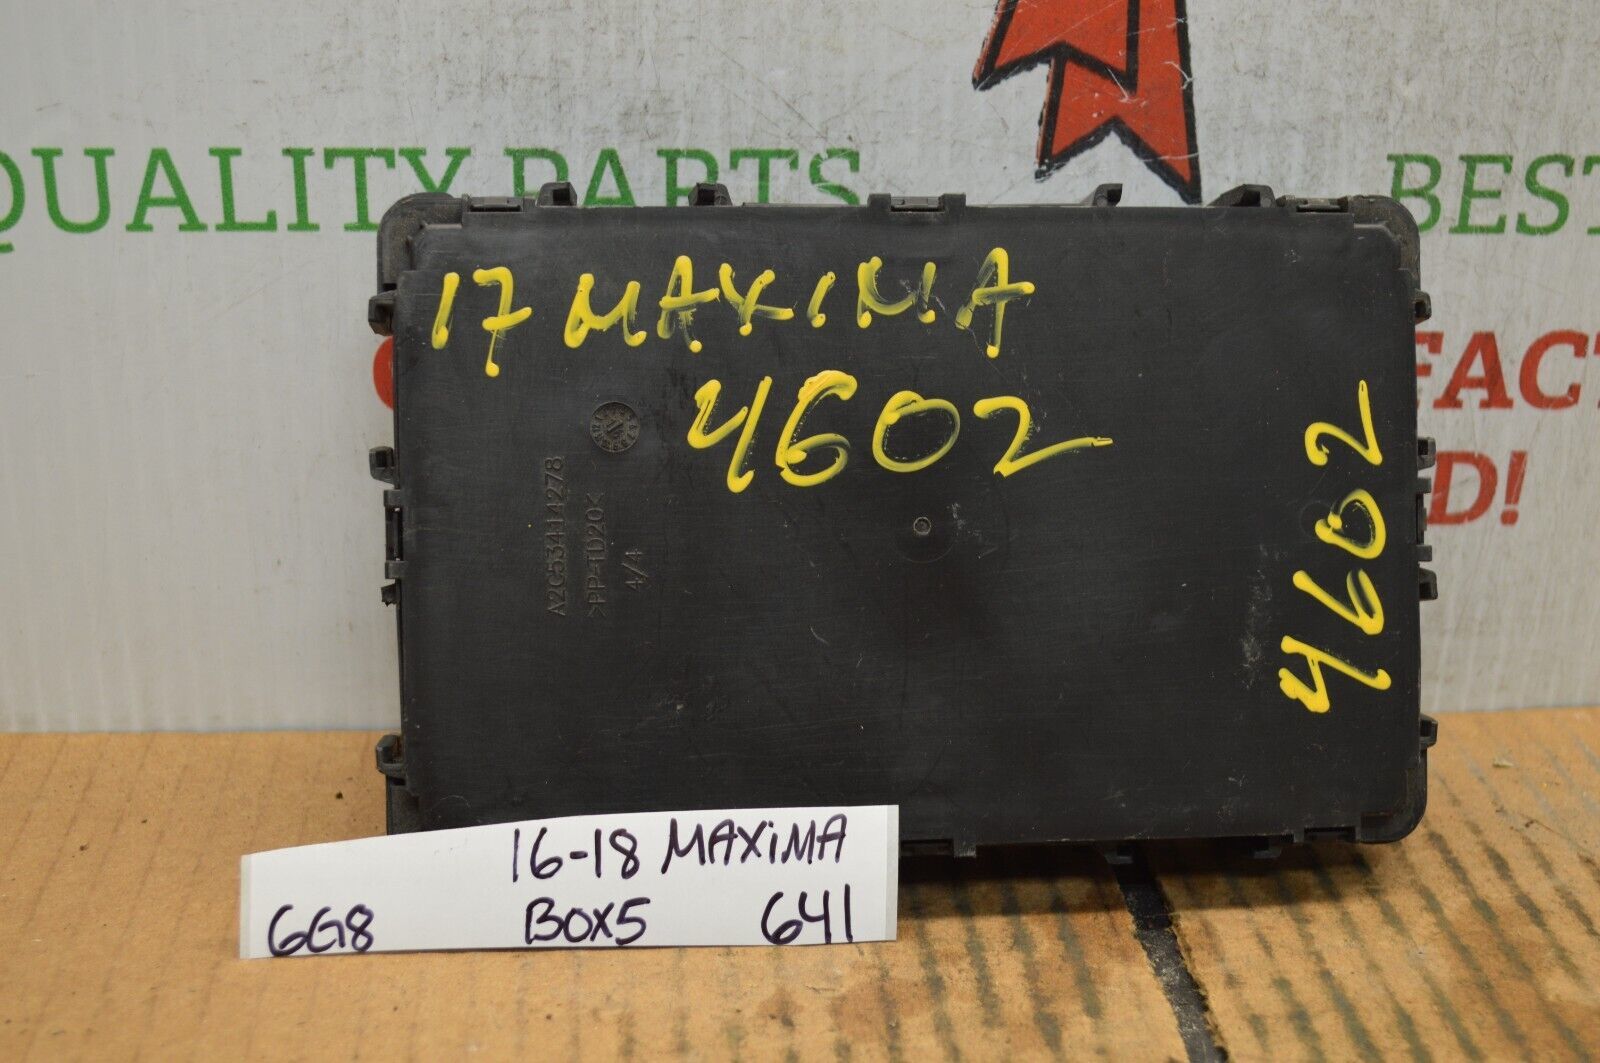 QUALITY PARTS
BEST
17 MAXIMA
4602
FACT
D!
4602
A2C53414278
>PP-TD20<
4/4
16-18 MAXiMA
6G8 BOX5 641